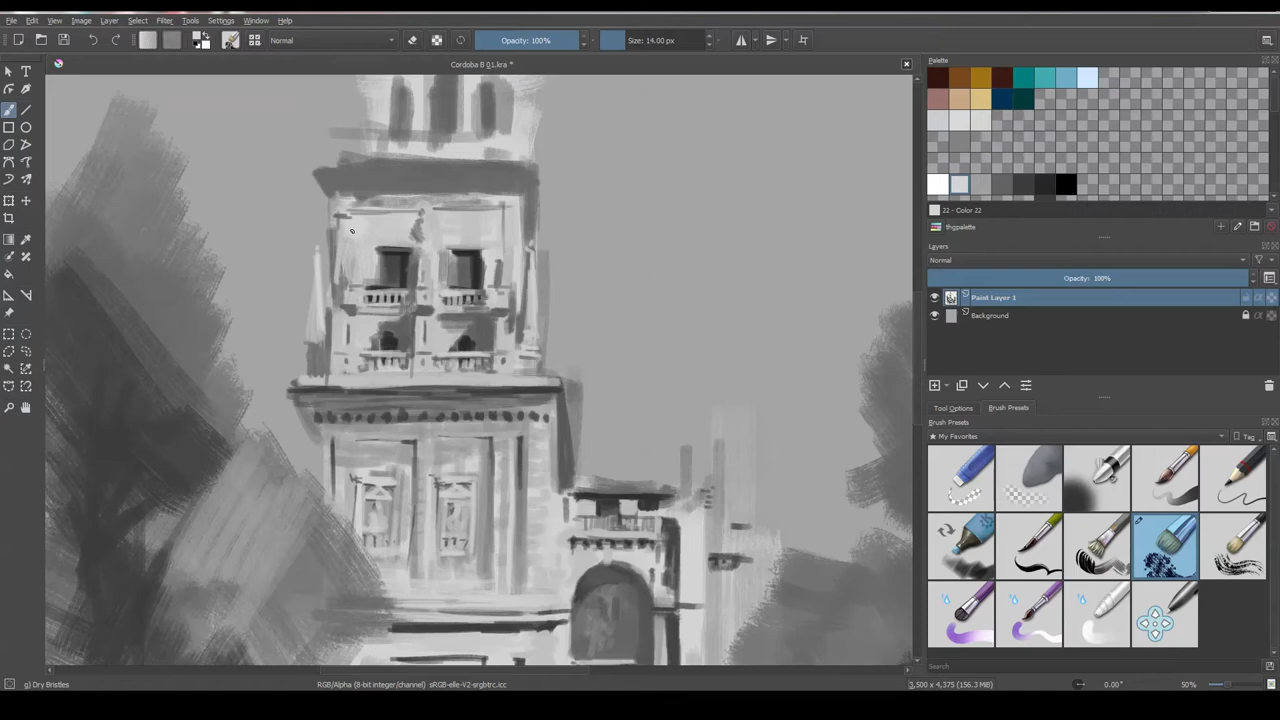 File Edit View Image Layer Select Filter Tools Settings Window Help
Normal
Opacity: 100%
Size: 14.00 px
Cordoba B 01.kra *
Palette
22 - Color 22
thgpalette
Layers
Normal
Opacity: 100%
Paint Layer 1
Background
Tool Options Brush Presets
Brush Presets
My Favorites
Tag
Search
g) Dry Bristles
RGB/Alpha (8-bit integer/channel) sRGB-elle-V2-srgbtrc.icc
3,500 x 4,375 (156.3 MiB)
0.00°
50%